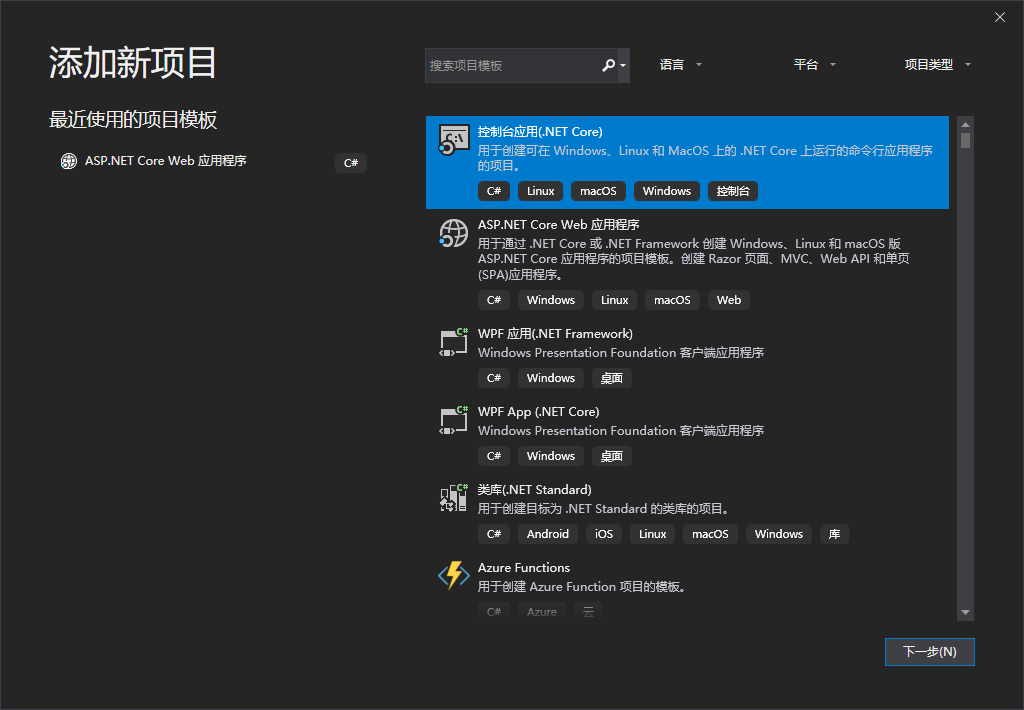 添加新项目
最近使用的项目模板
ASP.NET Core Web 应用程序
C#
搜索项目模板
语言
平台
项目类型
控制台应用(.NET Core)
用于创建可在 Windows、Linux 和 MacOS 上的 .NET Core 上运行的命令行应用程序
的项目。
C# Linux macOS Windows 控制台
ASP.NET Core Web 应用程序
用于通过 .NET Core 或 .NET Framework 创建 Windows、Linux 和 macOS 版
ASP.NET Core 应用程序的项目模板。创建 Razor 页面、MVC、Web API 和单页
(SPA)应用程序。
C# Windows Linux macOS Web
WPF 应用(.NET Framework)
Windows Presentation Foundation 客户端应用程序
C# Windows 桌面
WPF App (.NET Core)
Windows Presentation Foundation 客户端应用程序
C# Windows 桌面
类库(.NET Standard)
用于创建目标为 .NET Standard 的类库的项目。
C# Android iOS Linux macOS Windows 库
Azure Functions
用于创建 Azure Function 项目的模板。
C# Azure 云
下一步(N)